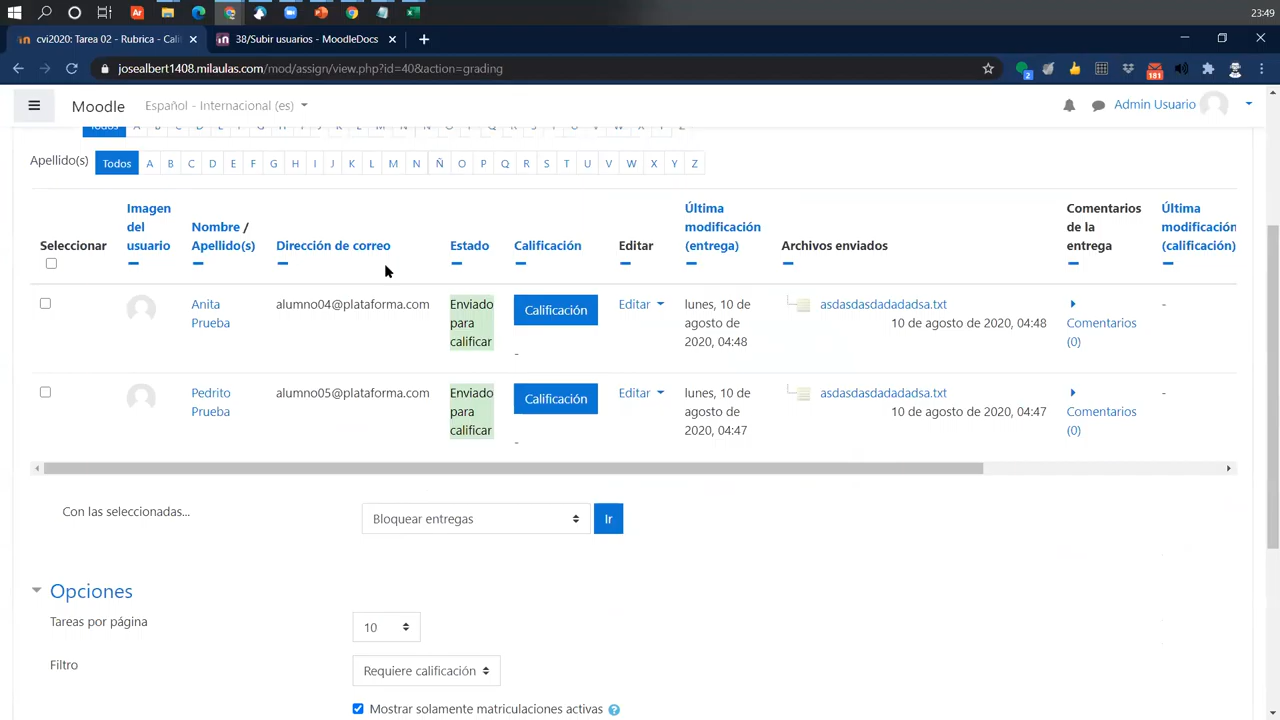 23:49
cvi2020: Tarea 02 - Rubrica - Cali
38/Subir usuarios - MoodleDocs
josealbert1408.milaulas.com/mod/assign/view.php?id=40&action=grading
2
181
Moodle
Español - Internacional (es)
Admin Usuario
Todos A B C D E F G H I J K L M N Ñ O P Q R S T U V W X Y Z
Apellido(s) Todos A B C D E F G H I J K L M N Ñ O P Q R S T U V W X Y Z
Seleccionar
Imagen
del
usuario
Nombre /
Apellido(s)
Dirección de correo
Estado
Calificación
Editar
Última
modificación
(entrega)
Archivos enviados
Comentarios
de la
entrega
Última
modificación
(calificación)
Anita
Prueba
alumno04@plataforma.com
Enviado
para
calificar
Calificación
-
Editar
lunes, 10 de
agosto de
2020, 04:48
asdasdasdadadadsa.txt
10 de agosto de 2020, 04:48
Comentarios
(0)
-
Pedrito
Prueba
alumno05@plataforma.com
Enviado
para
calificar
Calificación
-
Editar
lunes, 10 de
agosto de
2020, 04:47
asdasdasdadadadsa.txt
10 de agosto de 2020, 04:47
Comentarios
(0)
-
Con las seleccionadas...
Bloquear entregas
Ir
Opciones
Tareas por página
10
Filtro
Requiere calificación
Mostrar solamente matriculaciones activas